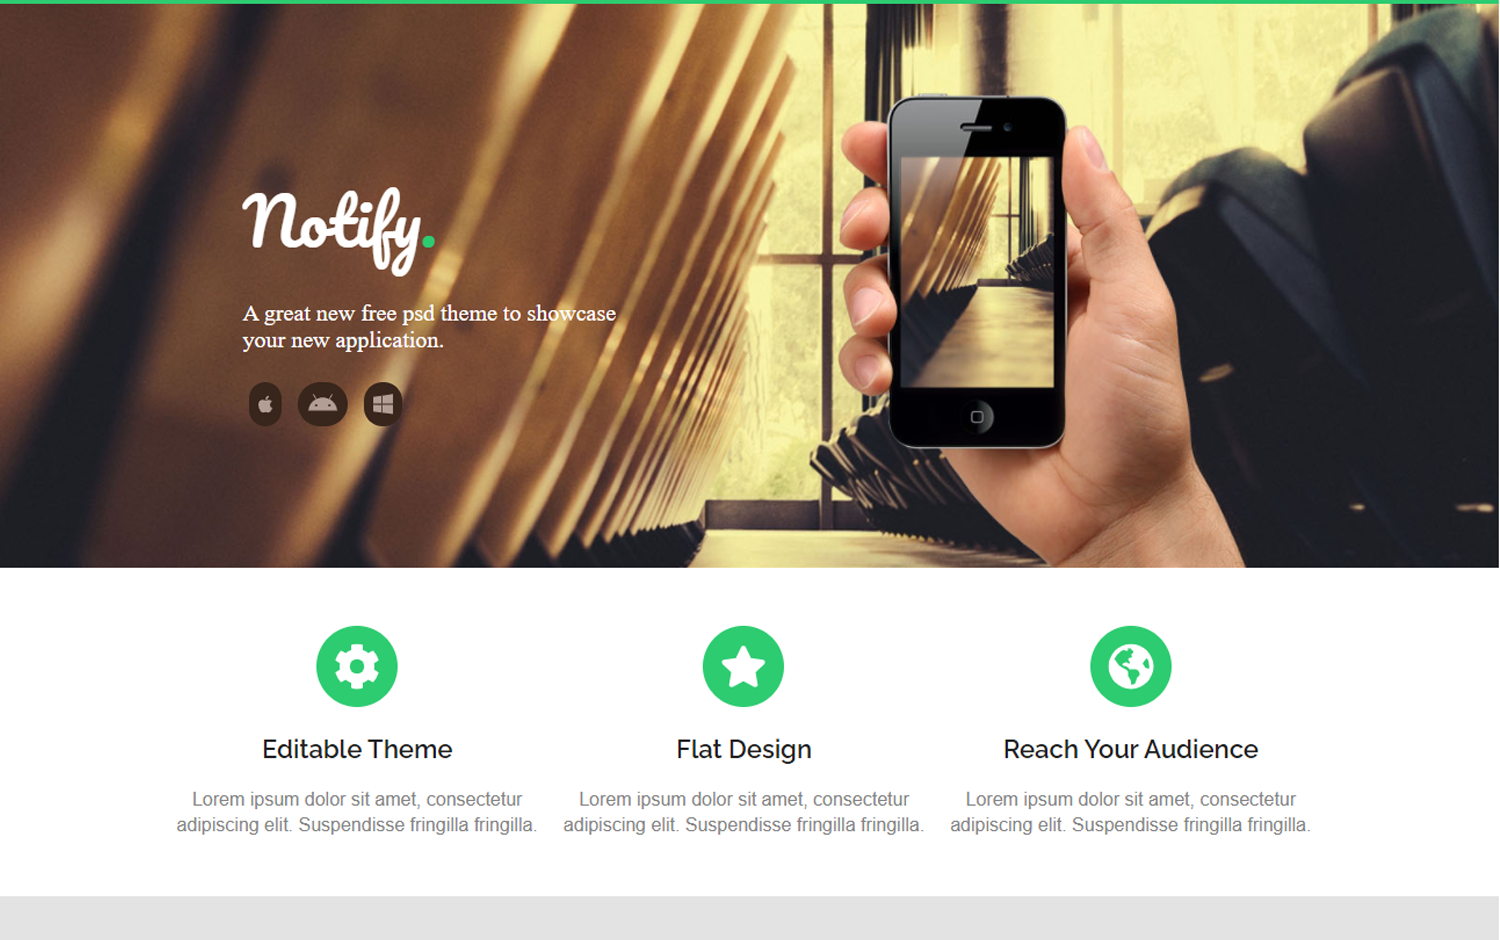 Notify.
A great new free psd theme to showcase
your new application.
Editable Theme
Flat Design
Reach Your Audience
Lorem ipsum dolor sit amet, consectetur
adipiscing elit. Suspendisse fringilla fringilla.
Lorem ipsum dolor sit amet, consectetur
adipiscing elit. Suspendisse fringilla fringilla.
Lorem ipsum dolor sit amet, consectetur
adipiscing elit. Suspendisse fringilla fringilla.